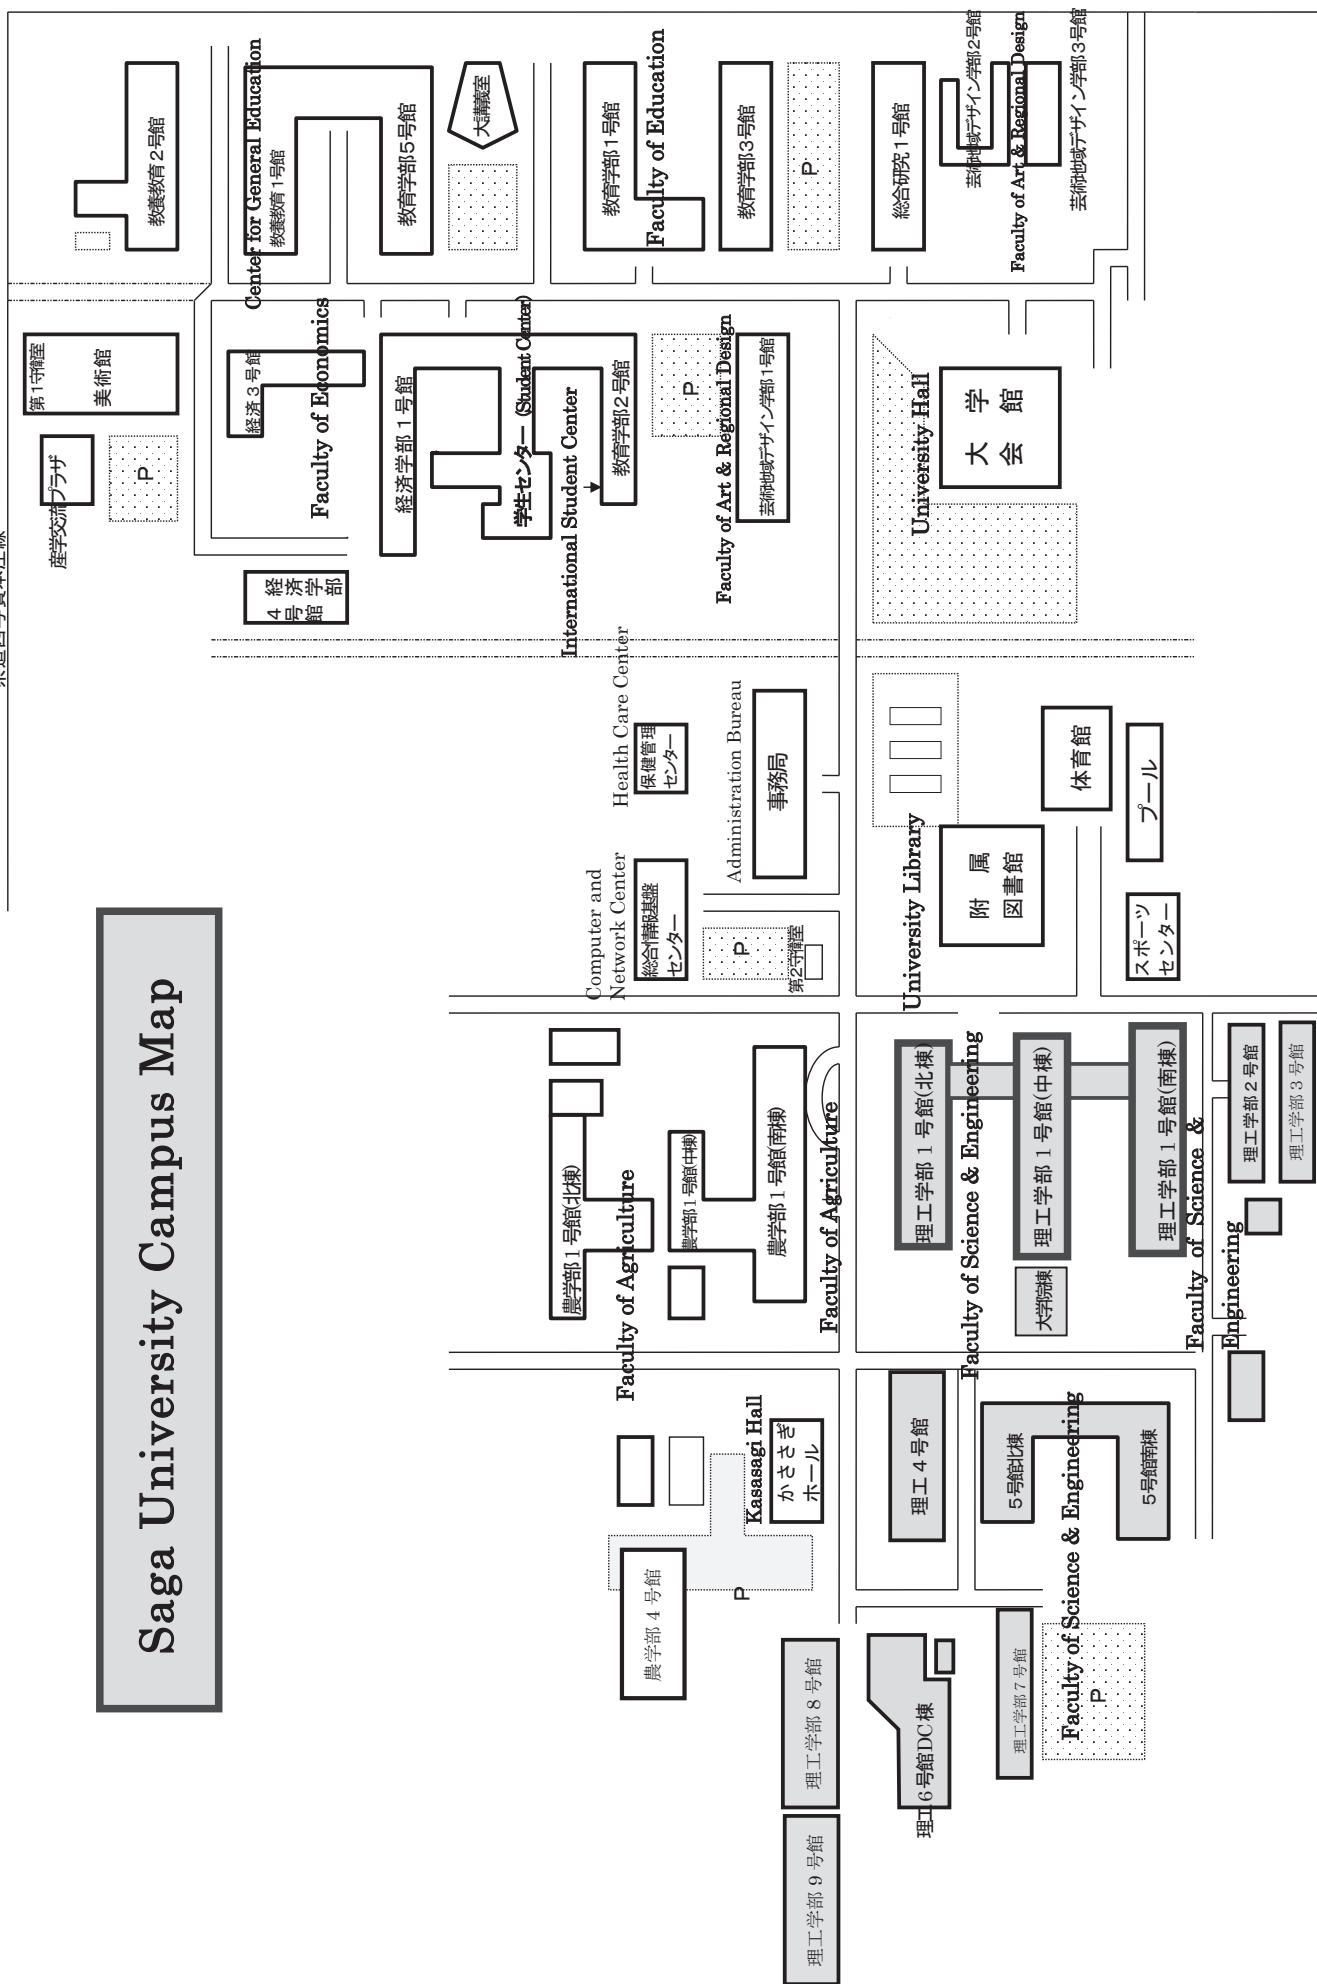 Saga University Campus Map
産学交流プラザ
P
第1守衛室
美術館
教養教育2号館
経済学部
4号館
経済3号館
Faculty of Economics
Center for General Education
教養教育1号館
経済学部1号館
教育学部5号館
大講義室
学生センター (Student Center)
International Student Center
教育学部2号館
教育学部1号館
Faculty of Education
教育学部3号館
P
P
Faculty of Art & Regional Design
芸術地域デザイン学部1号館
総合研究1号館
芸術地域デザイン学部2号館
Faculty of Art & Regional Design
芸術地域デザイン学部3号館
University Hall
大学
会館
Health Care Center
保健管理
センター
Administration Bureau
事務局
Computer and
Network Center
総合情報基盤
センター
P
第2守衛室
University Library
附属
図書館
体育館
プール
スポーツ
センター
農学部1号館(北棟)
Faculty of Agriculture
農学部1号館(中棟)
農学部1号館(南棟)
Faculty of Agriculture
理工学部1号館(北棟)
Faculty of Science & Engineering
理工学部1号館(中棟)
大学院棟
理工学部1号館(南棟)
Faculty of Science &
Engineering
理工学部2号館
理工学部3号館
農学部4号館
P
Kasasagi Hall
かささぎ
ホール
理工4号館
5号館北棟
5号館南棟
Faculty of Science & Engineering
理工学部8号館
理工学部9号館
理工6号館DC棟
理工学部7号館
P